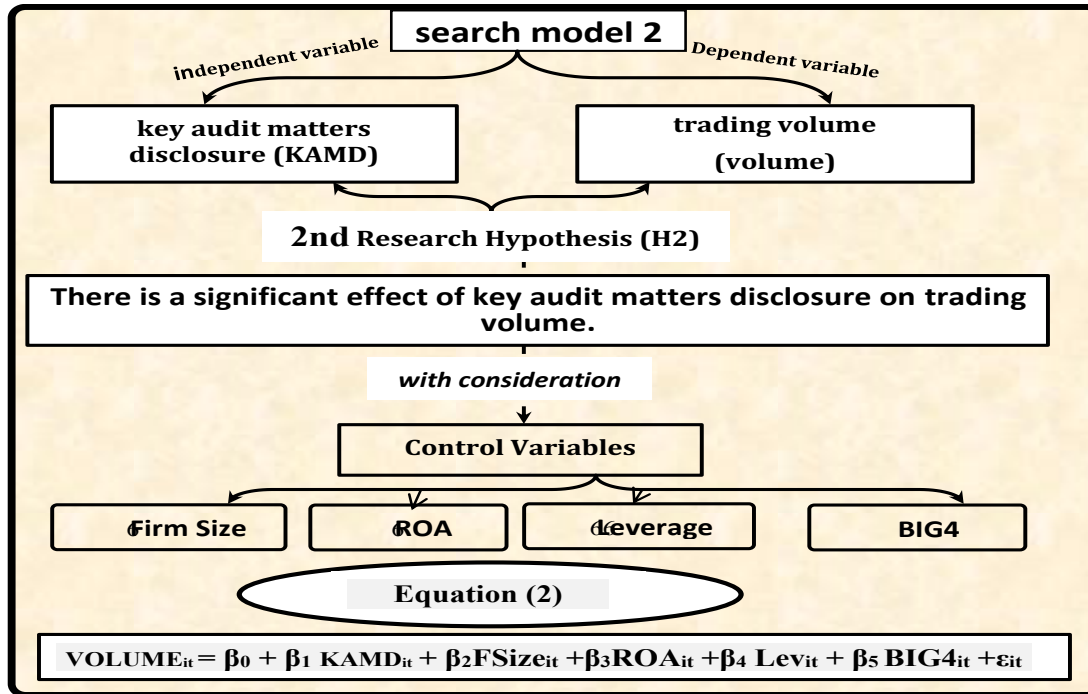 search model 2
independent variable
Dependent variable
key audit matters
disclosure (KAMD)
trading volume
(volume)
2nd Research Hypothesis (H2)
There is a significant effect of key audit matters disclosure on trading
volume.
with consideration
Control Variables
Firm Size
ROA
Leverage
BIG4
Equation (2)
VOLUMEit = β0 + β1 KAMDit + β2FSizeit +β3ROAit +β4 Levit + β5 BIG4it +εit